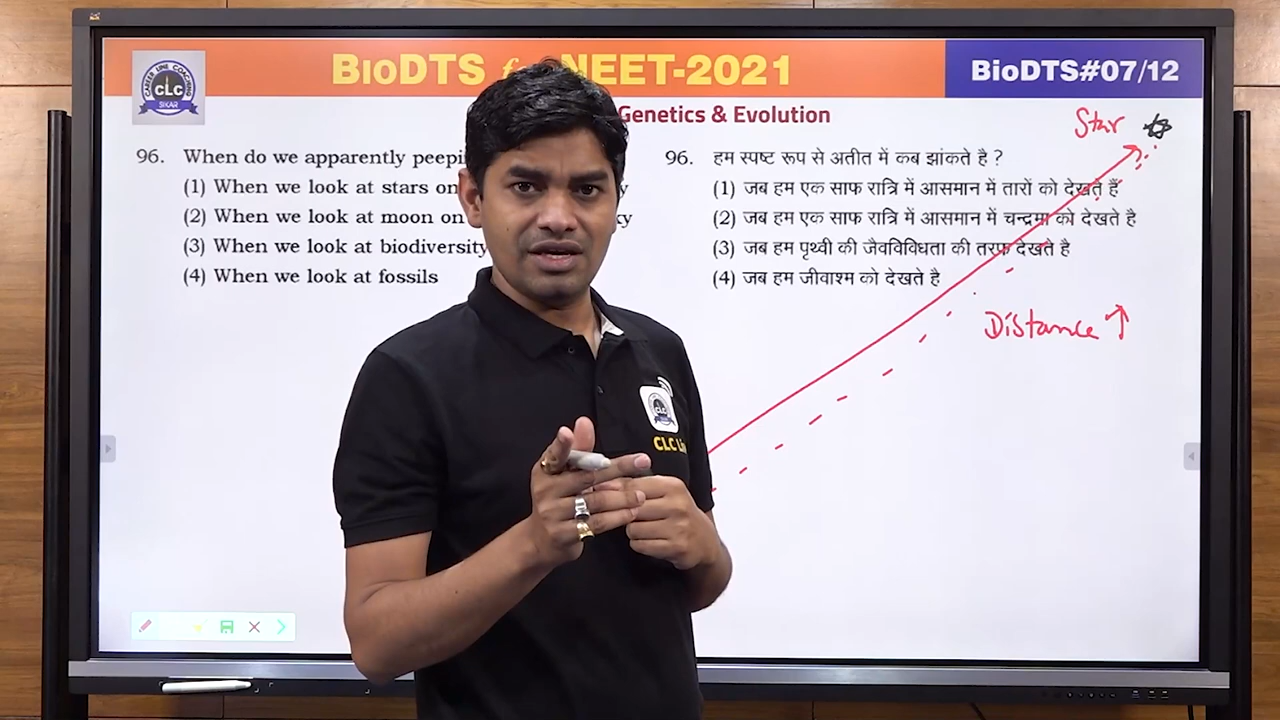 BIODTS for NEET-2021
BioDTS#07/12
CAREER LINE COACHING
CLC
SIKAR
Genetics & Evolution
96. When do we apparently peepi
(1) When we look at stars on
(2) When we look at moon on ky
(3) When we look at biodiversity
(4) When we look at fossils
96. हम स्पष्ट रूप से अतीत में कब झांकते है ?
(1) जब हम एक साफ रात्रि में आसमान में तारों को देखते हैं
(2) जब हम एक साफ रात्रि में आसमान में चन्द्रमा को देखते है
(3) जब हम पृथ्वी की जैवविविधता की तरफ देखते है
(4) जब हम जीवाश्म को देखते है
Star
Distance ↑
CLC
CLC Li